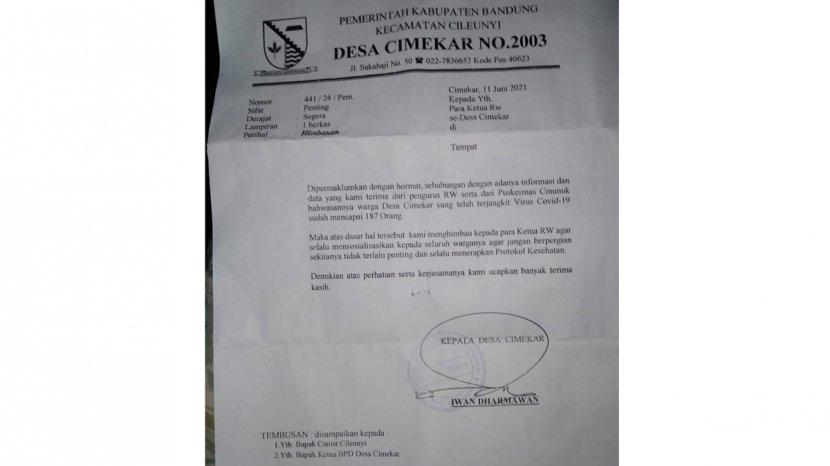 PEMERINTAH KABUPATEN BANDUNG
KECAMATAN CILEUNYI
DESA CIMEKAR NO.2003
Jl. Sukahaji No. 50 ☎ 022-7836653 Kode Pos 40623
Cimekar, 11 Juni 2021
Nomor : 441 / 24 / Pem. Kepada Yth.
Sifat : Penting Para Ketua Rw
Derajat : Segera se-Desa Cimekar
Lampiran : 1 berkas di
Perihal : Himbauan
Tempat
Dipermaklumkan dengan hormat, sehubungan dengan adanya informasi dan
data yang kami terima dari pengurus RW serta dari Puskesmas Cinunuk
bahwasannya warga Desa Cimekar yang telah terjangkit Virus Covid-19
sudah mencapai 187 Orang.
Maka atas dasar hal tersebut kami menghimbau kepada para Ketua RW agar
selalu mensosialisasikan kepada seluruh warganya agar jangan berpergian
sekiranya tidak terlalu penting dan selalu menerapkan Protokol Kesehatan.
Demikian atas perhatian serta kerjasamanya kami ucapkan banyak terima
kasih.
KEPALA DESA CIMEKAR
IWAN DHARMAWAN
TEMBUSAN : disampaikan kepada :
1.Yth. Bapak Camat Cileunyi
2.Yth. Bapak Ketua BPD Desa Cimekar